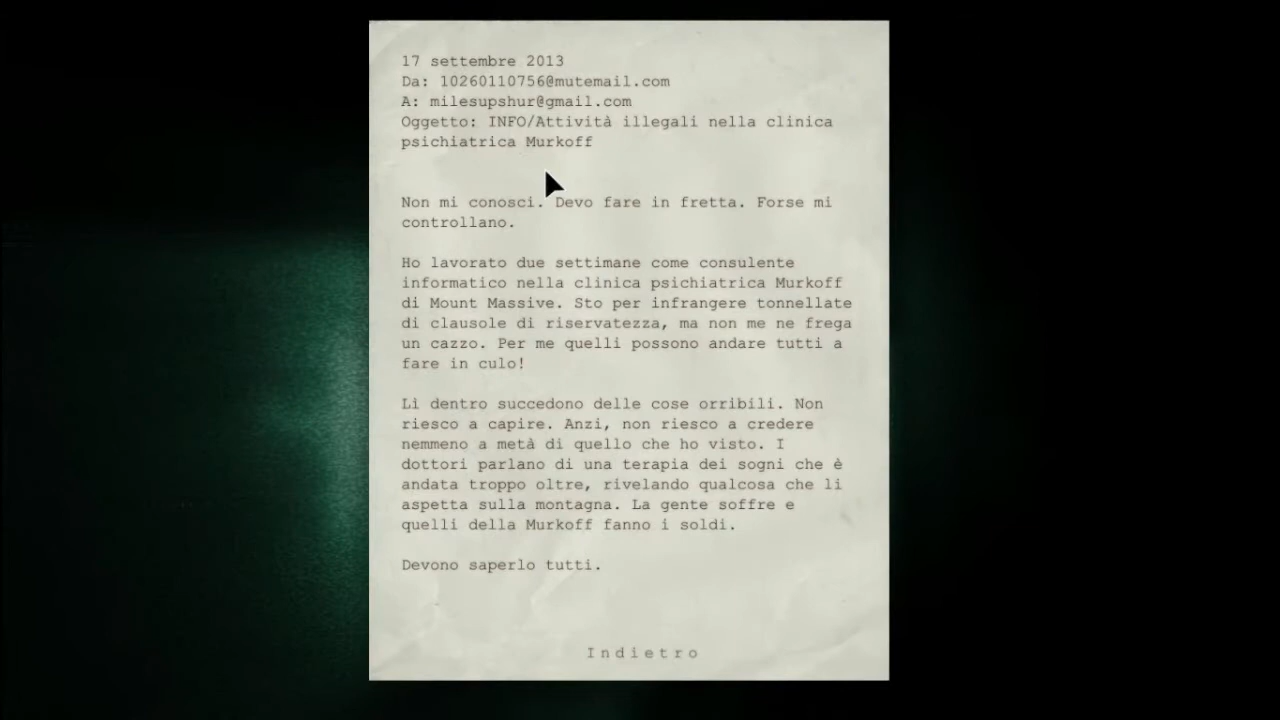 17 settembre 2013
Da: 10260110756@mutemail.com
A: milesupshur@gmail.com
Oggetto: INFO/Attività illegali nella clinica
psichiatrica Murkoff
Non mi conosci. Devo fare in fretta. Forse mi
controllano.
Ho lavorato due settimane come consulente
informatico nella clinica psichiatrica Murkoff
di Mount Massive. Sto per infrangere tonnellate
di clausole di riservatezza, ma non me ne frega
un cazzo. Per me quelli possono andare tutti a
fare in culo!
Lì dentro succedono delle cose orribili. Non
riesco a capire. Anzi, non riesco a credere
nemmeno a metà di quello che ho visto. I
dottori parlano di una terapia dei sogni che è
andata troppo oltre, rivelando qualcosa che li
aspetta sulla montagna. La gente soffre e
quelli della Murkoff fanno i soldi.
Devono saperlo tutti.
Indietro